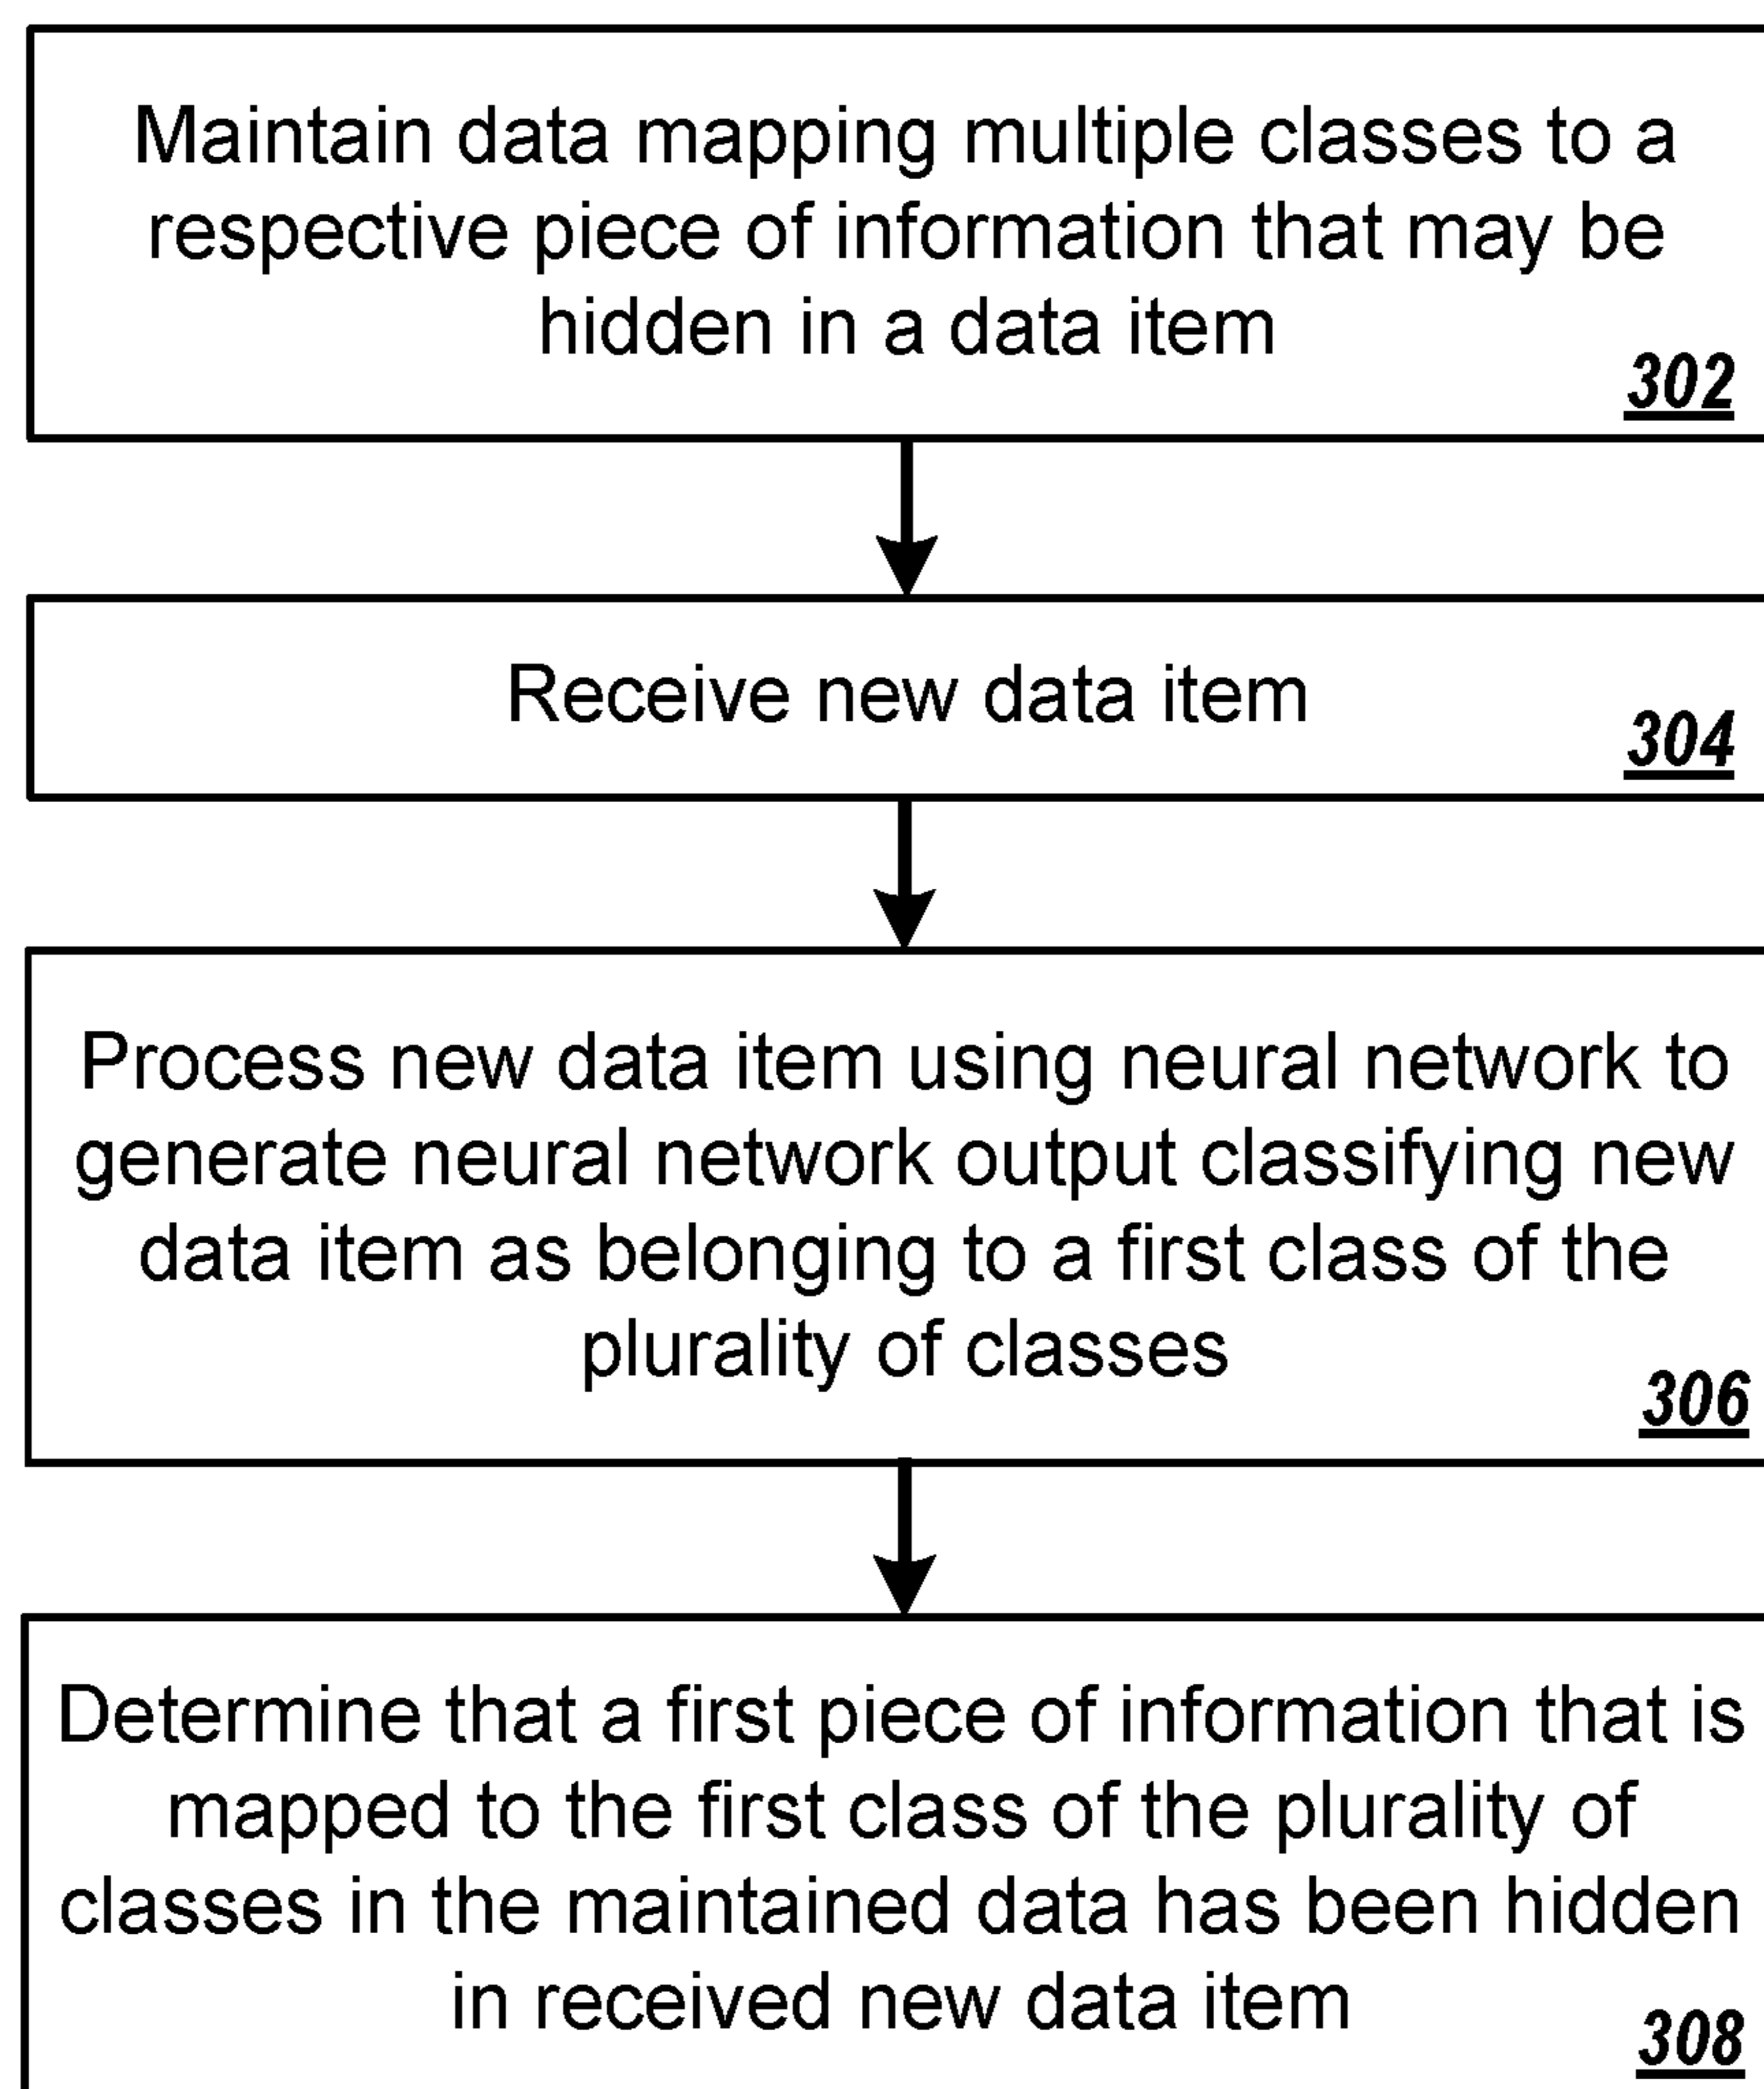 Maintain data mapping multiple classes to a
respective piece of information that may be
hidden in a data item
302
Receive new data item
304
Process new data item using neural network to
generate neural network output classifying new
data item as belonging to a first class of the
plurality of classes
306
Determine that a first piece of information that is
mapped to the first class of the plurality of
classes in the maintained data has been hidden
in received new data item
308